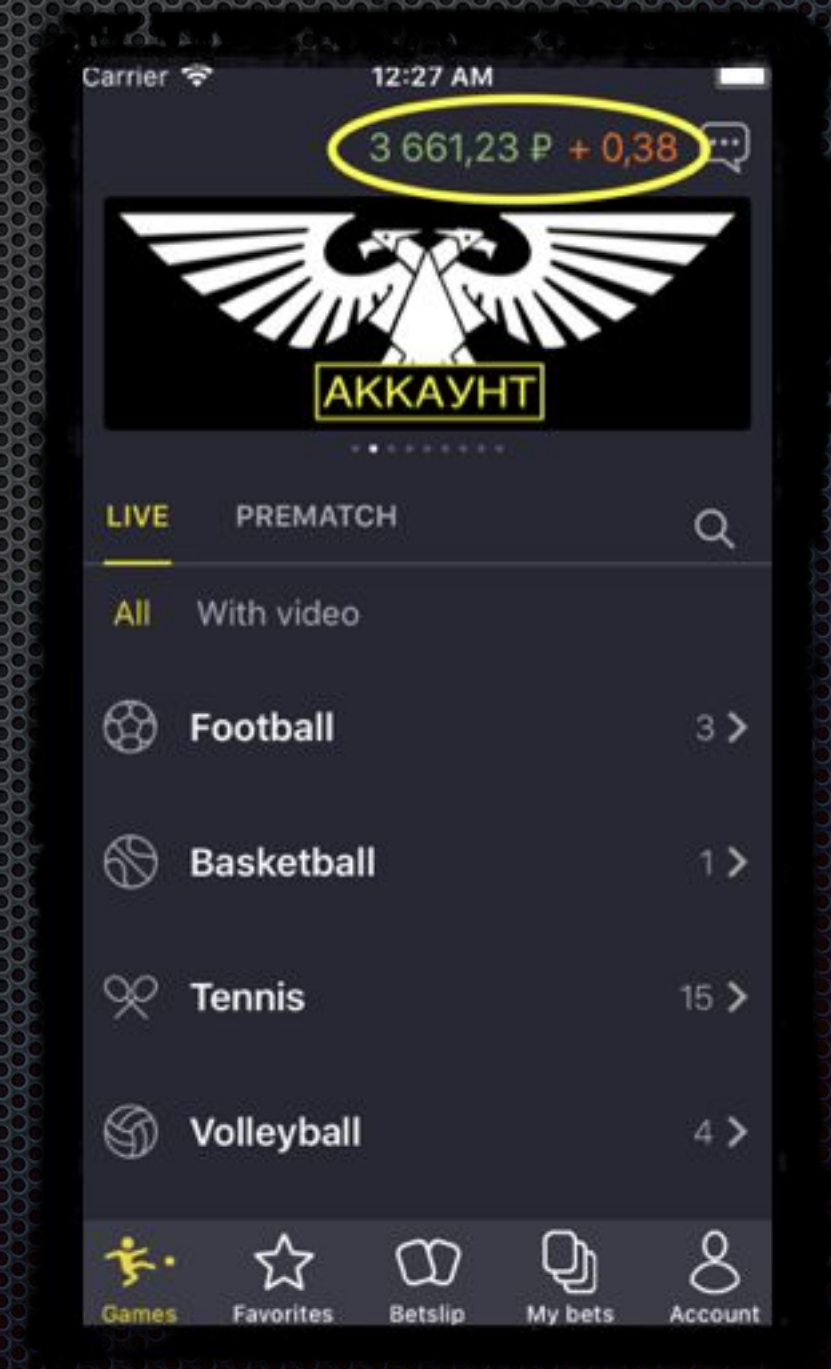 Carrier 12:27 AM
3 661,23 ₽ + 0,38
АККАУНТ
LIVE PREMATCH
All With video
Football 3
Basketball 1
Tennis 15
Volleyball 4
Games Favorites Betslip My bets Account